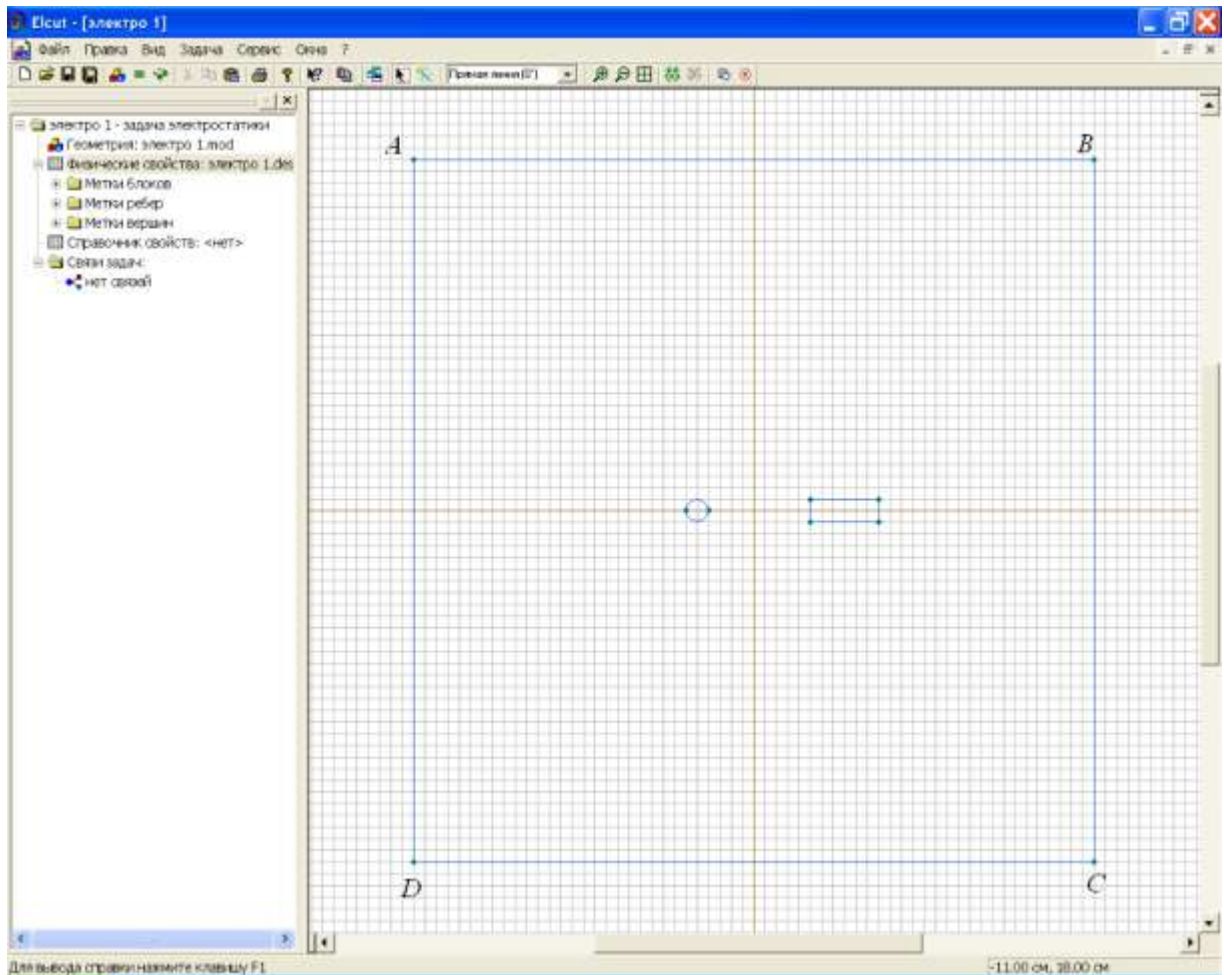 Elcut - [электро 1]
Файл Правка Вид Задача Сервис Окно ?
Прямая линия(0°)
электро 1 - задача электростатики
Геометрия: электро 1.mod
Физические свойства: электро 1.des
Метки блоков
Метки ребер
Метки вершин
Справочник свойств: <нет>
Связи задач:
нет связей
A
B
D
C
Для вывода справки нажмите клавишу F1
-11.00 см, 18.00 см